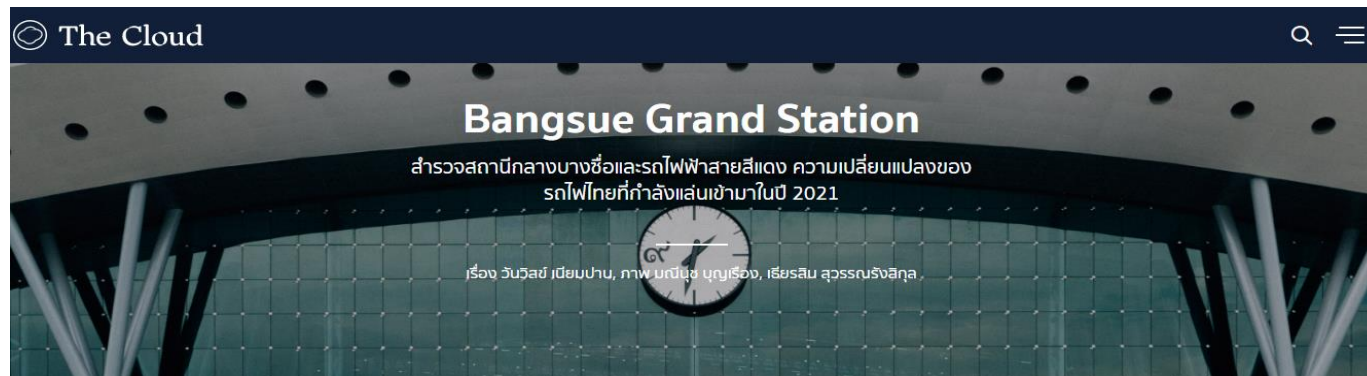 The Cloud
Bangsue Grand Station
สำรวจสถานีกลางบางซื่อและรถไฟฟ้าสายสีแดง ความเปลี่ยนแปลงของ
รถไฟไทยที่กำลังแล่นเข้ามาในปี 2021
๙
เรื่อง วันวิสข์ เนียมปาน, ภาพ มณีนุช บุญเรือง, เธียรสิน สุวรรณรังสิกุล